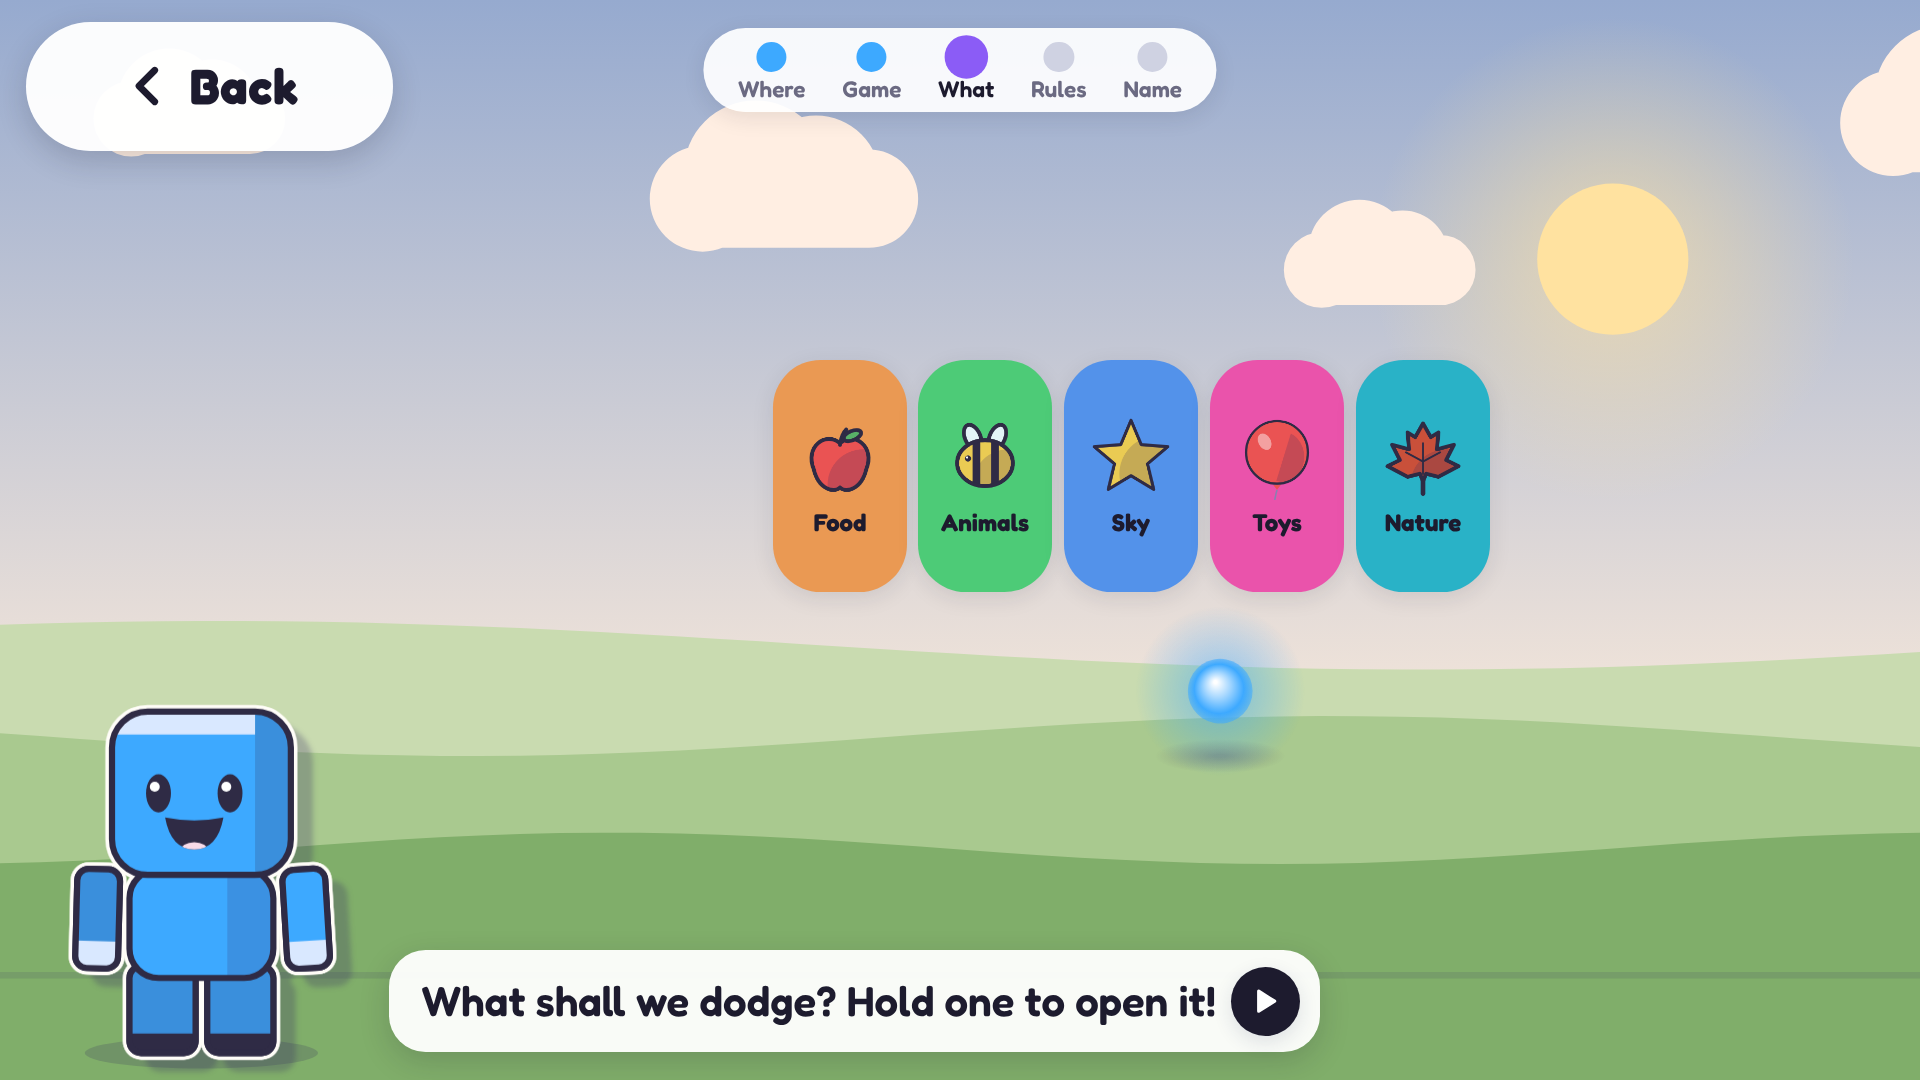 Back
Where
Game
What
Rules
Name
Food
Animals
Sky
Toys
Nature
What shall we dodge? Hold one to open it!